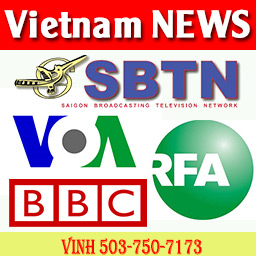 Vietnam NEWS
SBTN
SAIGON BROADCASTING TELEVISION NETWORK
VOA
RFA
BBC
VINH 503-750-7173